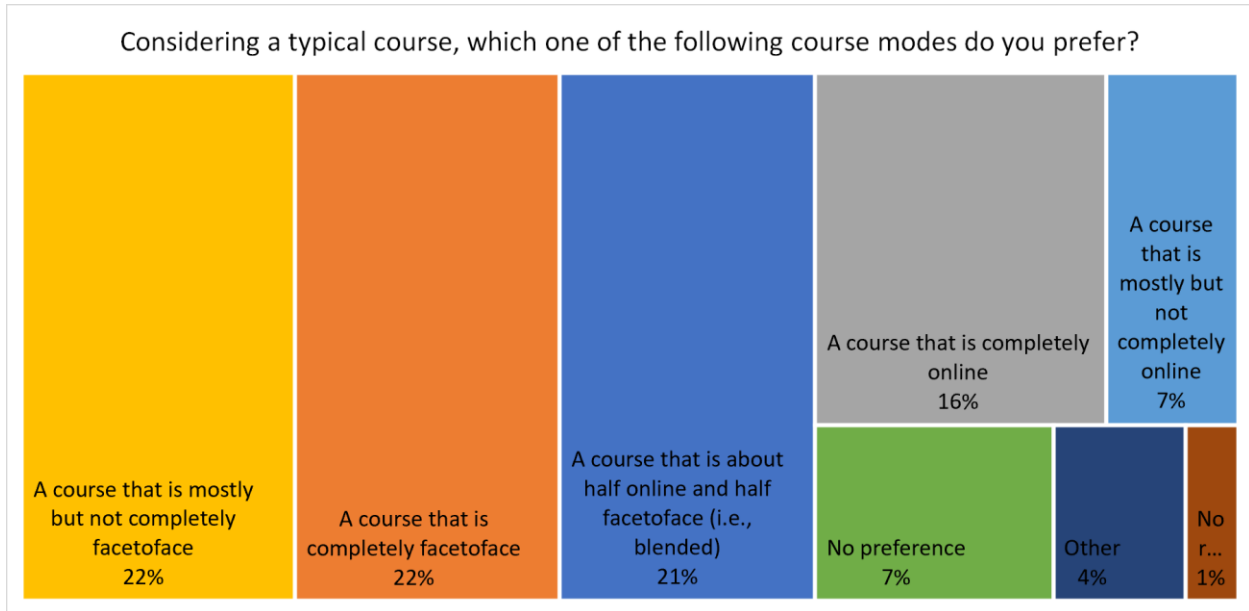 Considering a typical course, which one of the following course modes do you prefer?
A course that is mostly
but not completely
facetoface
22%
A course that is
completely facetoface
22%
A course that is about
half online and half
facetoface (i.e.,
blended)
21%
A course that is completely
online
16%
A course
that is
mostly but
not
completely
online
7%
No preference
7%
Other
4%
No
r...
1%